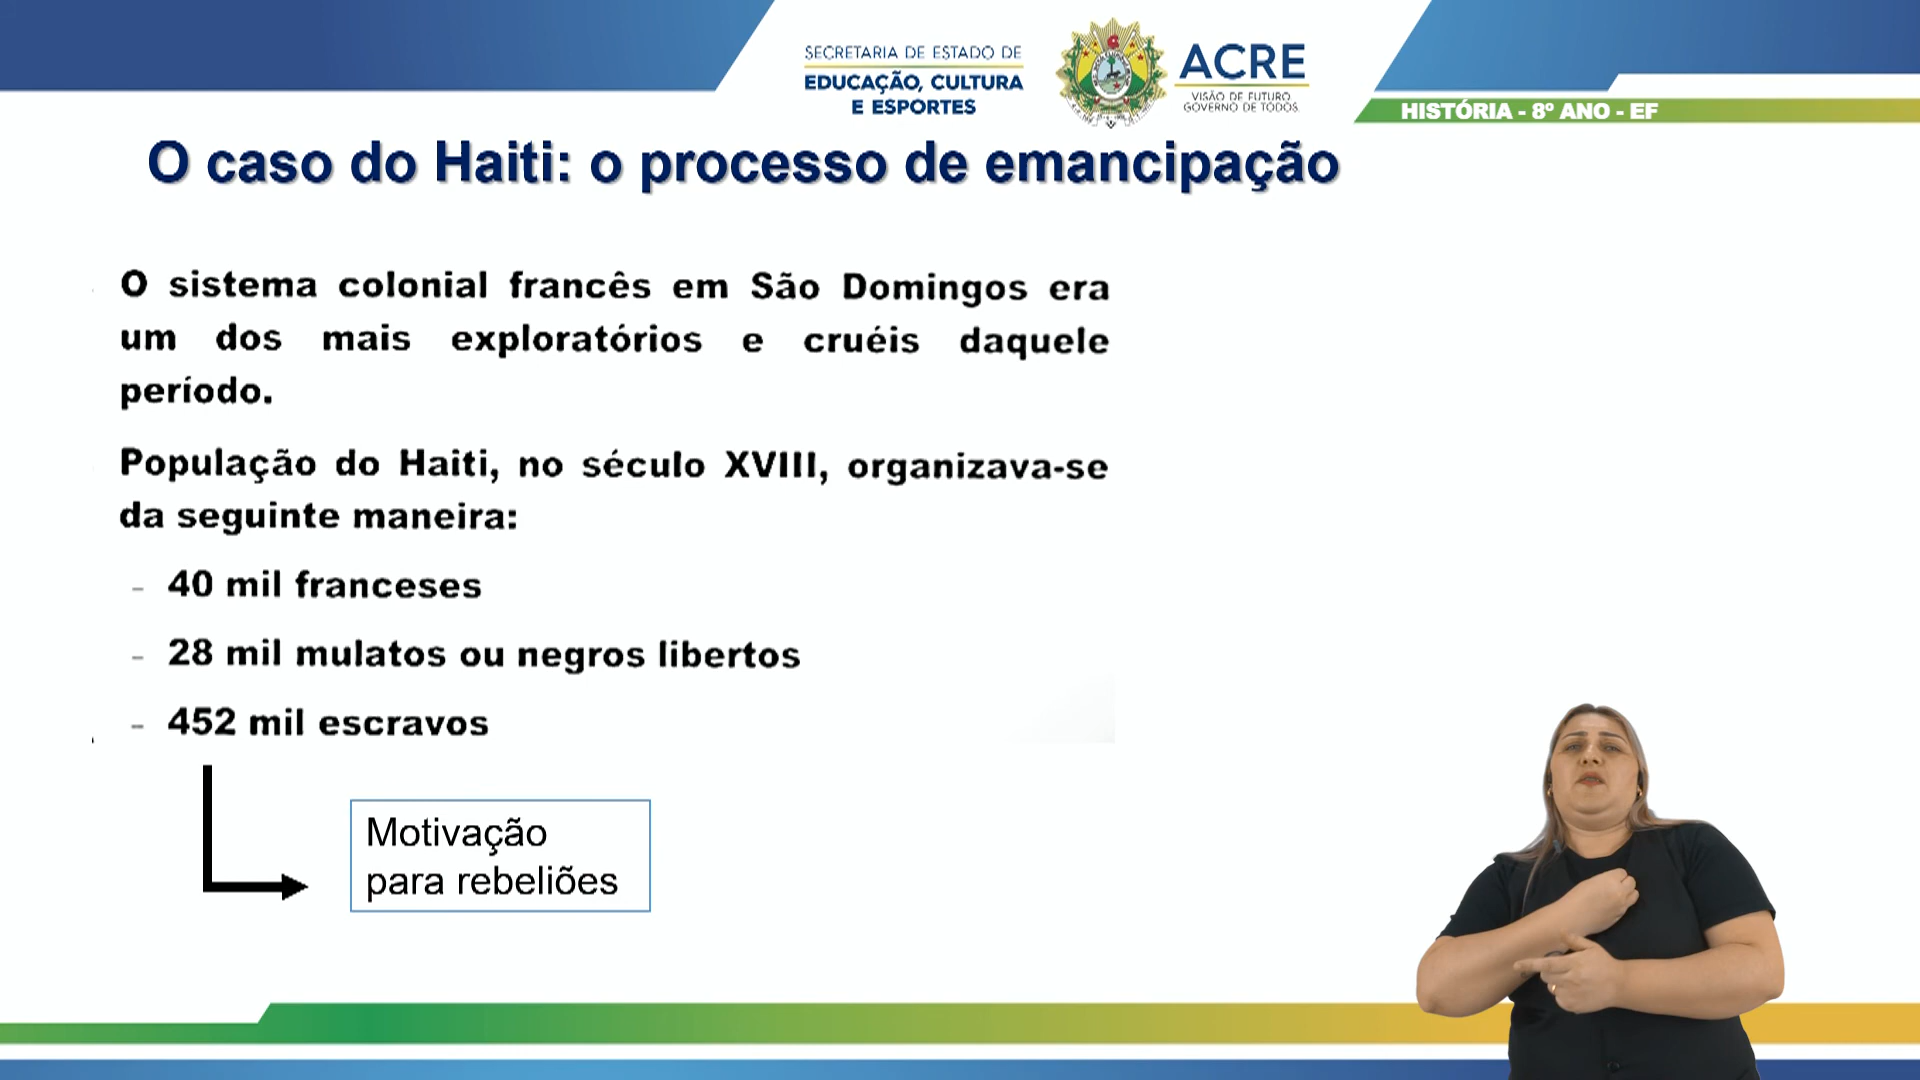 SECRETARIA DE ESTADO DE
EDUCAÇÃO, CULTURA
E ESPORTES
ACRE
VISÃO DE FUTURO
GOVERNO DE TODOS
HISTÓRIA - 8º ANO - EF
O caso do Haiti: o processo de emancipação
O sistema colonial francês em São Domingos era
um dos mais exploratórios e cruéis daquele
período.
População do Haiti, no século XVIII, organizava-se
da seguinte maneira:
- 40 mil franceses
- 28 mil mulatos ou negros libertos
- 452 mil escravos
Motivação
para rebeliões